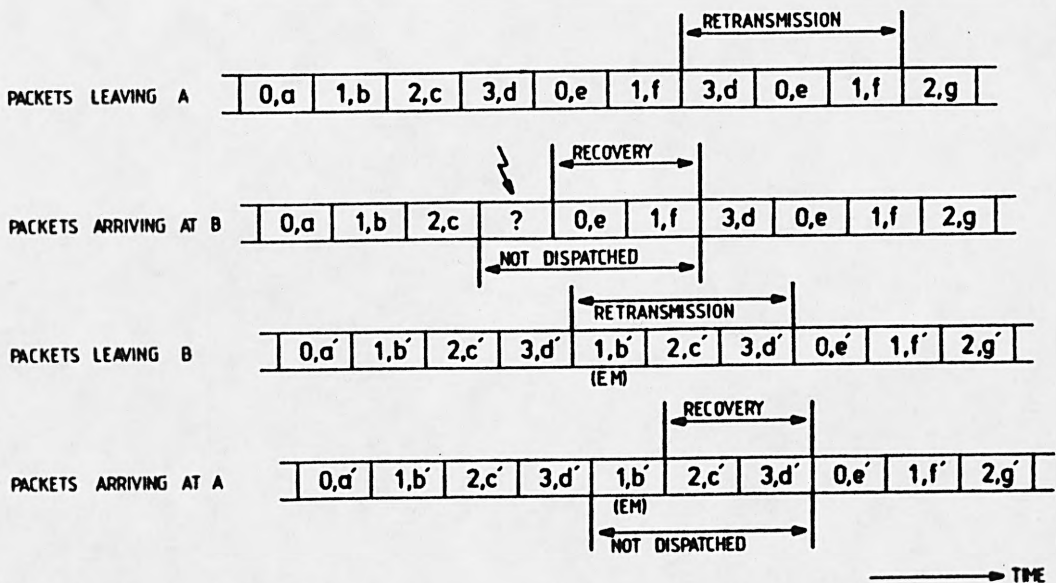 RETRANSMISSION
PACKETS LEAVING A 0,a 1,b 2,c 3,d 0,e 1,f 3,d 0,e 1,f 2,g
RECOVERY
PACKETS ARRIVING AT B 0,a 1,b 2,c ? 0,e 1,f 3,d 0,e 1,f 2,g
NOT DISPATCHED
RETRANSMISSION
PACKETS LEAVING B 0,a′ 1,b′ 2,c′ 3,d′ 1,b′ 2,c′ 3,d′ 0,e′ 1,f′ 2,g′
(EM)
RECOVERY
PACKETS ARRIVING AT A 0,a′ 1,b′ 2,c′ 3,d′ 1,b′ 2,c′ 3,d′ 0,e′ 1,f′ 2,g′
(EM)
NOT DISPATCHED
TIME